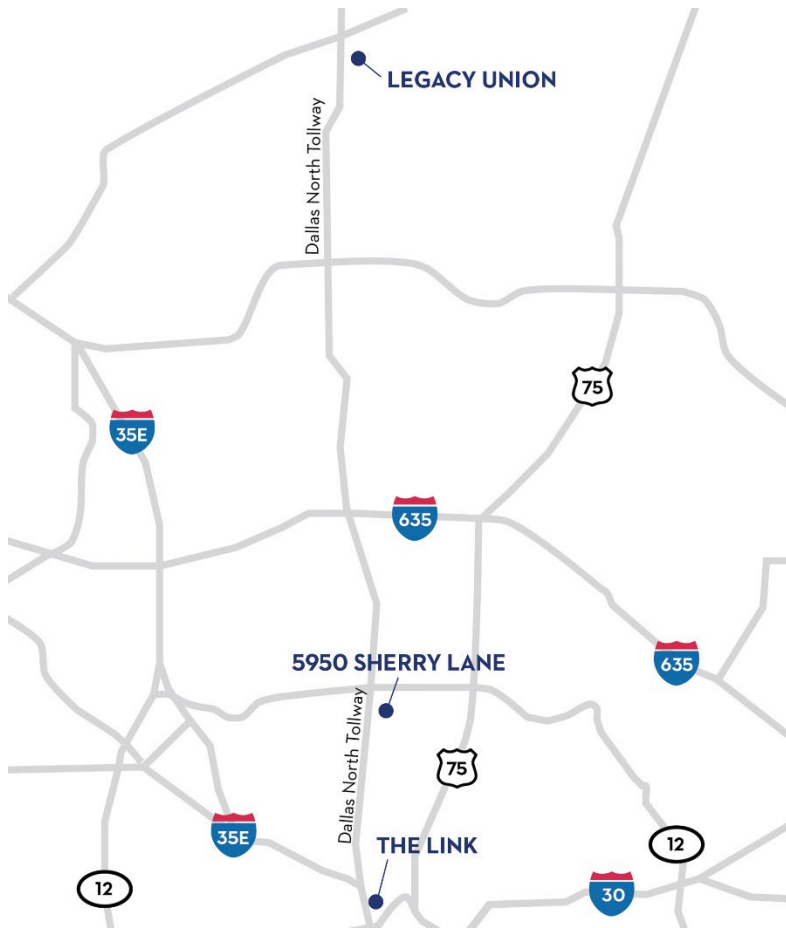 LEGACY UNION
Dallas North Tollway
75
35E
635
5950 SHERRY LANE
635
Dallas North Tollway
75
35E
THE LINK
12
12
30